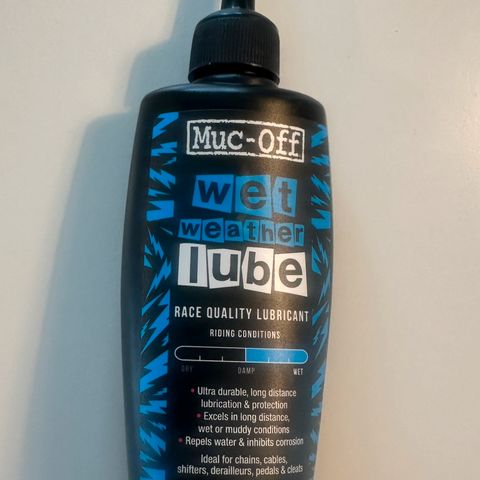 Muc-Off
wet
weather
lube
RACE QUALITY LUBRICANT
RIDING CONDITIONS
DRY DAMP WET
• Ultra durable, long distance
lubrication & protection
• Excels in long distance,
wet or muddy conditions
• Repels water & inhibits corrosion
Ideal for chains, cables,
shifters, derailleurs, pedals & cleats